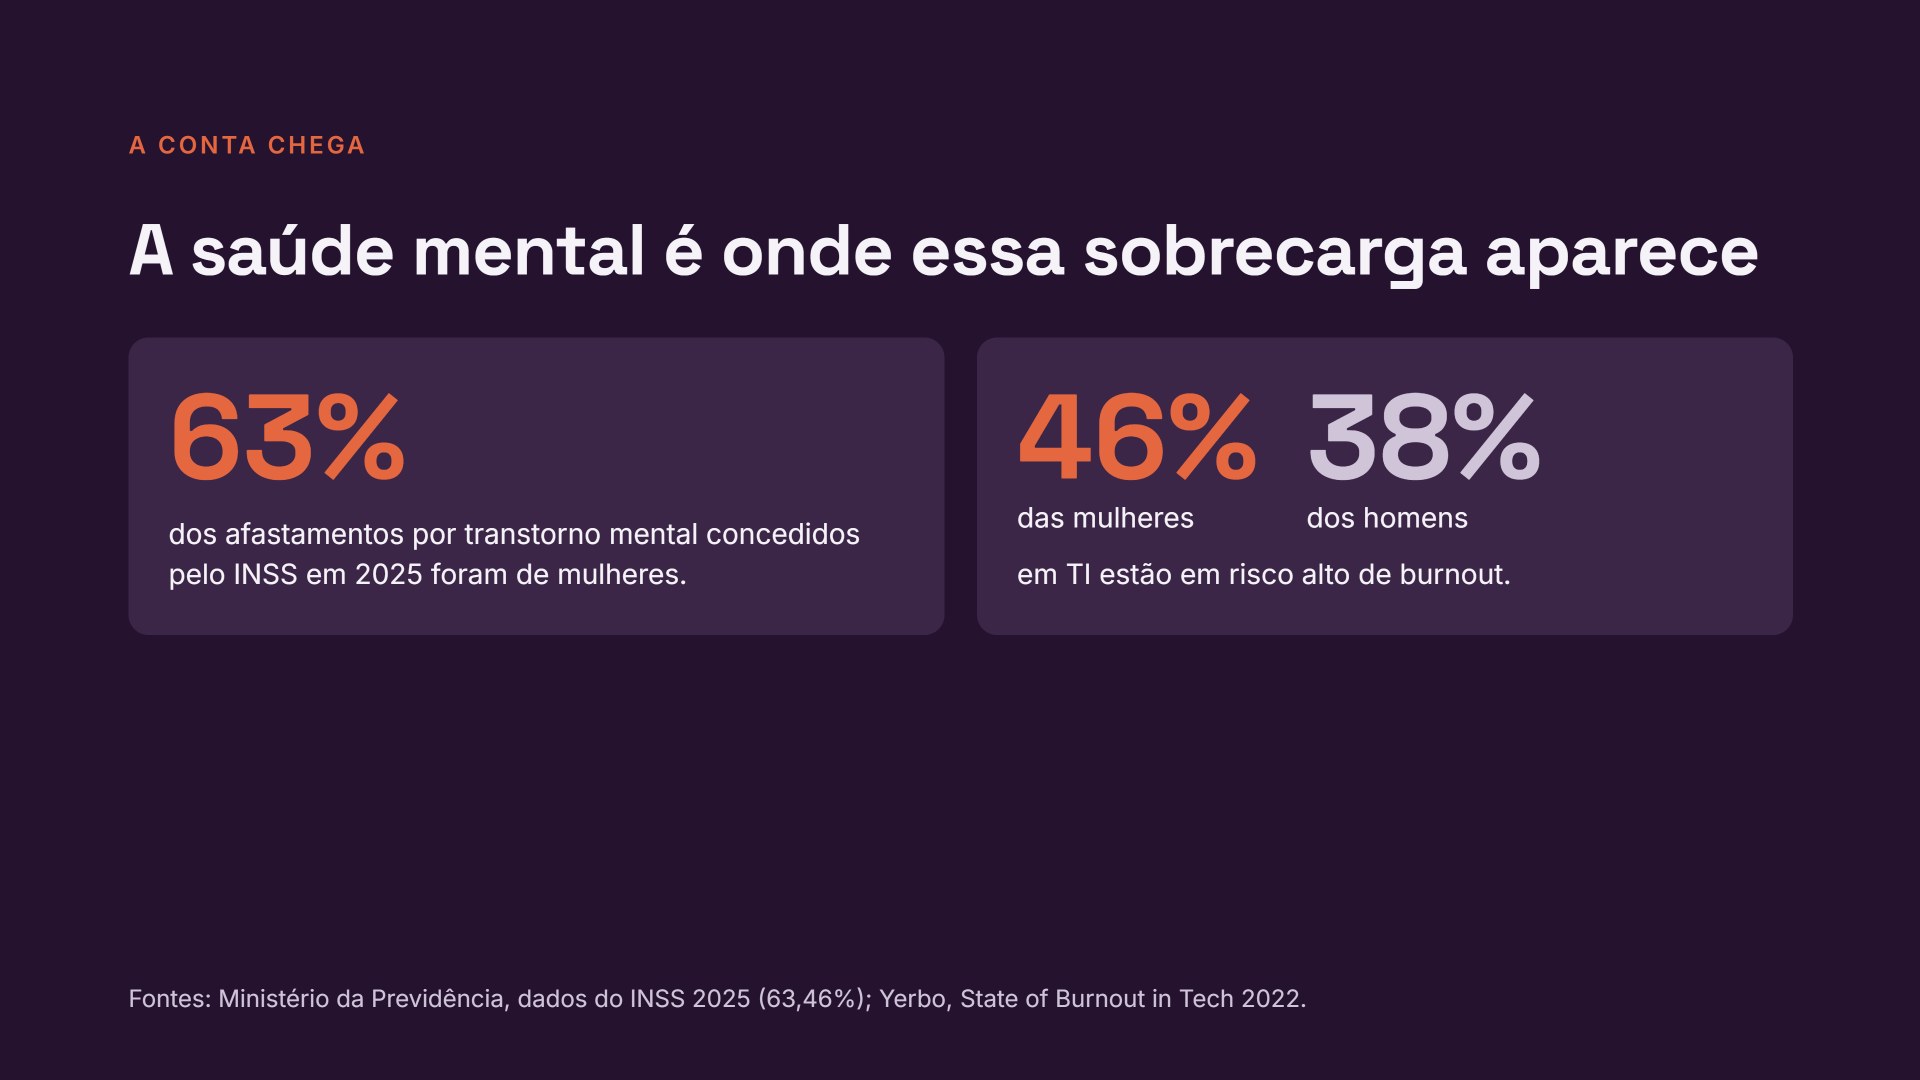 A CONTA CHEGA
A saúde mental é onde essa sobrecarga aparece
63%
dos afastamentos por transtorno mental concedidos
pelo INSS em 2025 foram de mulheres.
46% 38%
das mulheres dos homens
em TI estão em risco alto de burnout.
Fontes: Ministério da Previdência, dados do INSS 2025 (63,46%); Yerbo, State of Burnout in Tech 2022.